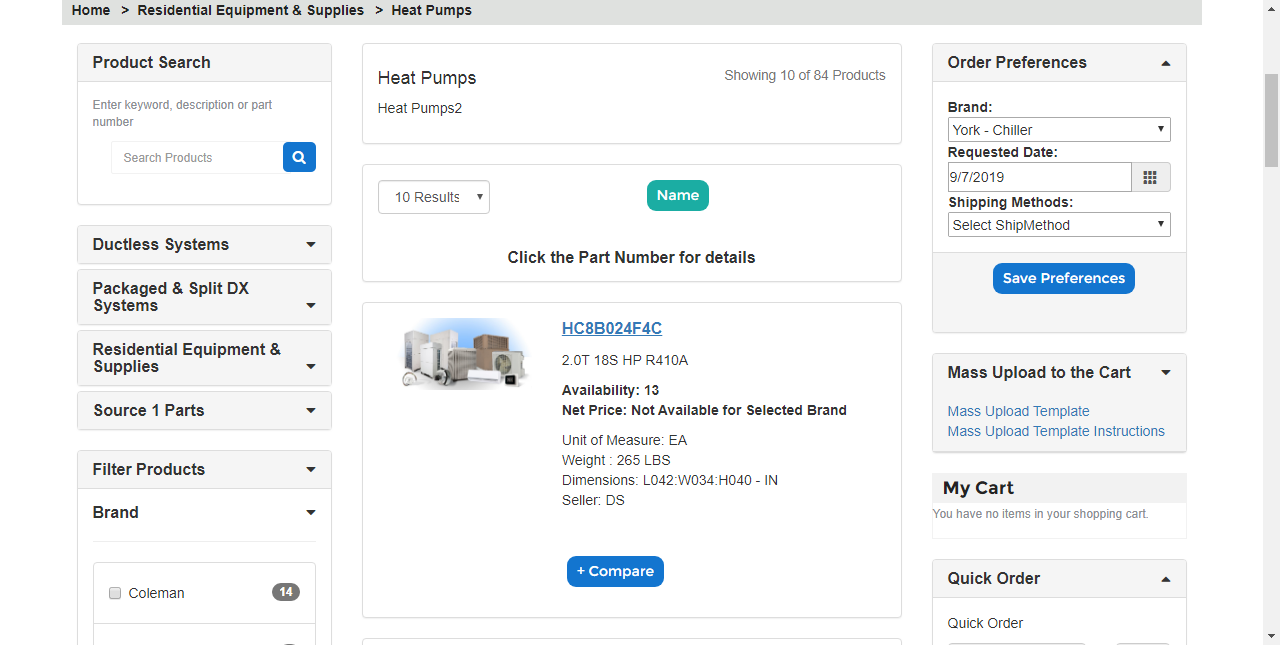 Home > Residential Equipment & Supplies > Heat Pumps
Product Search
Enter keyword, description or part
number
Search Products
Ductless Systems
Packaged & Split DX
Systems
Residential Equipment &
Supplies
Source 1 Parts
Filter Products
Brand
Coleman 14
Heat Pumps
Showing 10 of 84 Products
Heat Pumps2
10 Results
Name
Click the Part Number for details
HC8B024F4C
2.0T 18S HP R410A
Availability: 13
Net Price: Not Available for Selected Brand
Unit of Measure: EA
Weight : 265 LBS
Dimensions: L042:W034:H040 - IN
Seller: DS
+ Compare
Order Preferences
Brand:
York - Chiller
Requested Date:
9/7/2019
Shipping Methods:
Select ShipMethod
Save Preferences
Mass Upload to the Cart
Mass Upload Template
Mass Upload Template Instructions
My Cart
You have no items in your shopping cart.
Quick Order
Quick Order